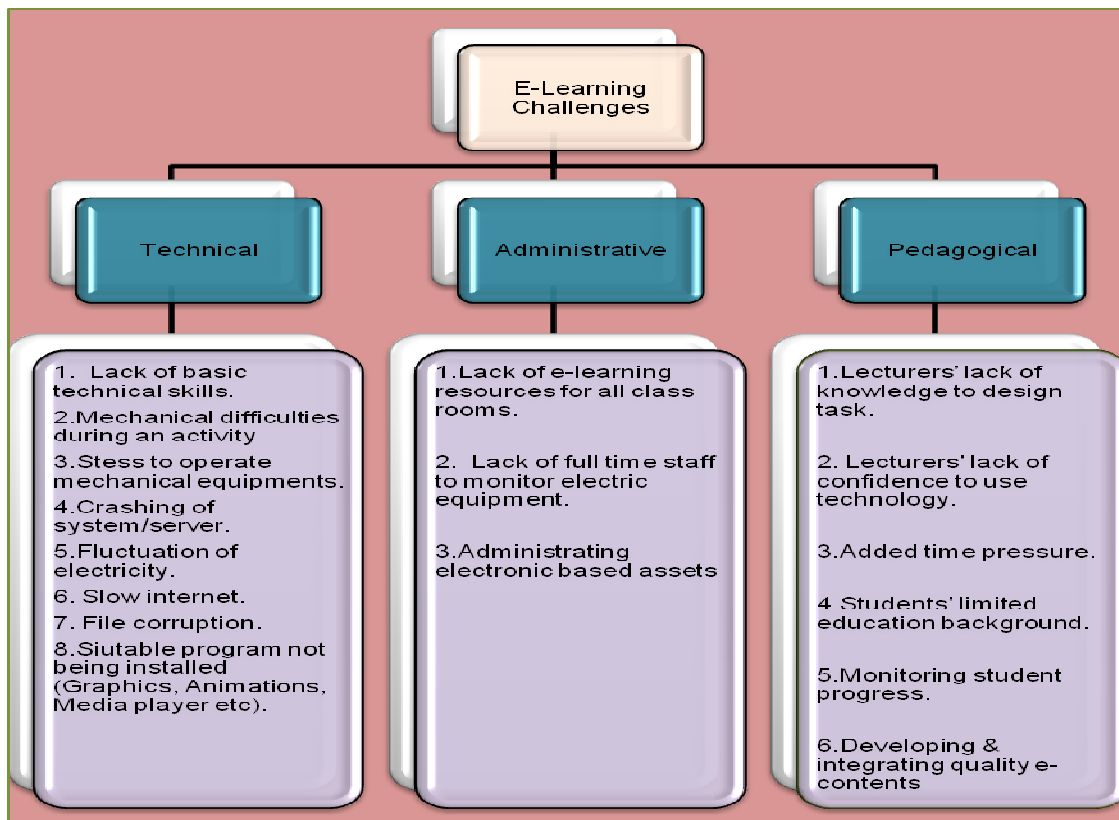 E-Learning
Challenges
Technical
Administrative
Pedagogical
1. Lack of basic
technical skills.
2.Mechanical difficulties
during an activity
3.Stess to operate
mechanical equipments.
4.Crashing of
system/server.
5.Fluctuation of
electricity.
6. Slow internet.
7. File corruption.
8.Siutable program not
being installed
(Graphics, Animations,
Media player etc).
1.Lack of e-learning
resources for all class
rooms.
2. Lack of full time staff
to monitor electric
equipment.
3.Administrating
electronic based assets
1.Lecturers' lack of
knowledge to design
task.
2. Lecturers' lack of
confidence to use
technology.
3.Added time pressure.
4.Students' limited
education background.
5.Monitoring student
progress.
6.Developing &
integrating quality e-
contents